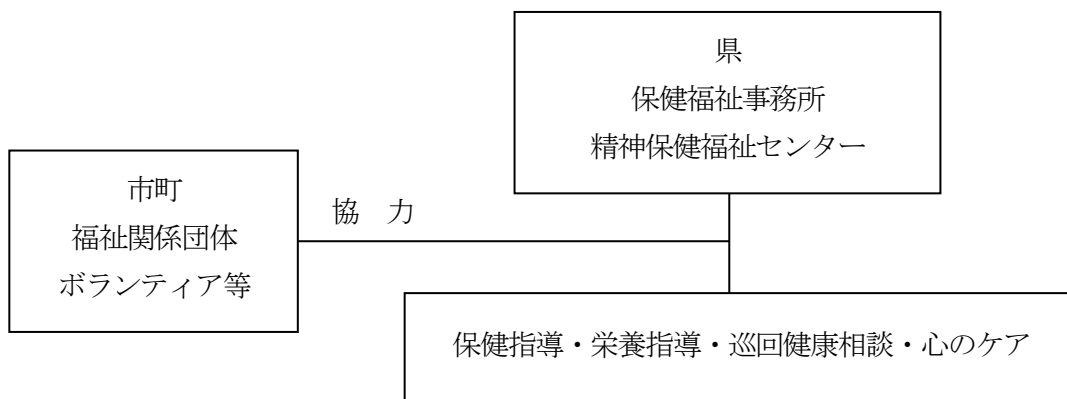 県
保健福祉事務所
精神保健福祉センター
市町
福祉関係団体
ボランティア等
協　力
保健指導・栄養指導・巡回健康相談・心のケア